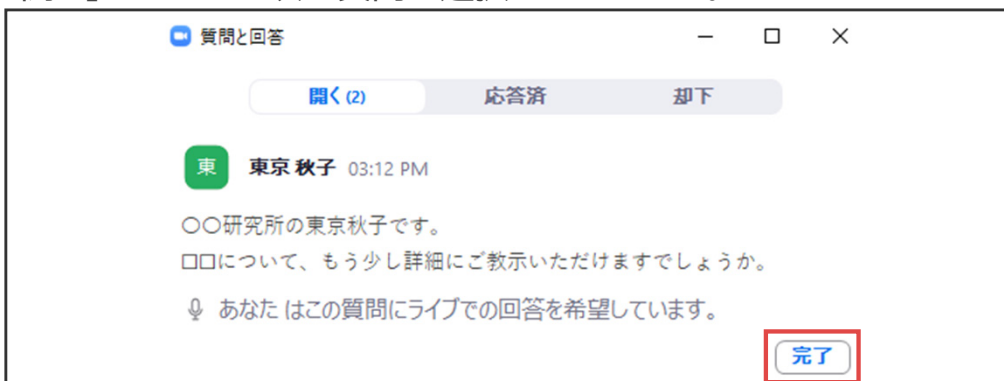 質問と回答
開く (2) 応答済 却下
東 東京 秋子 03:12 PM
〇〇研究所の東京秋子です。
□□について、もう少し詳細にご教示いただけますでしょうか。
あなた はこの質問にライブでの回答を希望しています。
完了